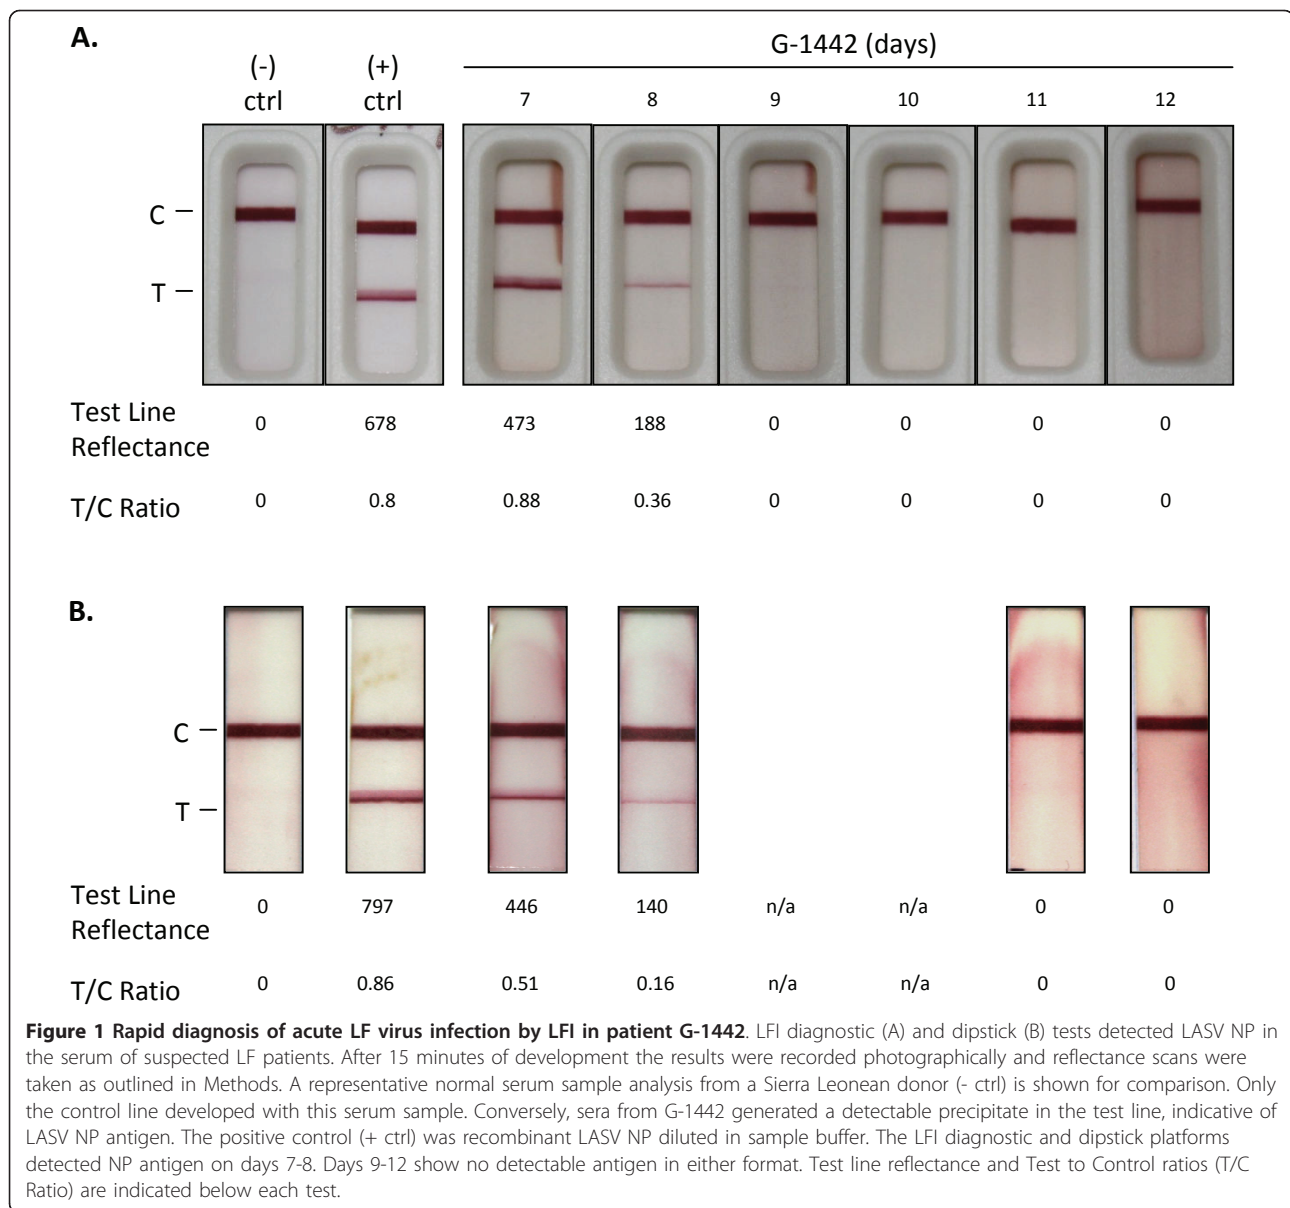 A.
G-1442 (days)
(-) (+)
ctrl ctrl 7 8 9 10 11 12
C –
T –
Test Line
Reflectance 0 678 473 188 0 0 0 0
T/C Ratio 0 0.8 0.88 0.36 0 0 0 0
B.
C –
T –
Test Line
Reflectance 0 797 446 140 n/a n/a 0 0
T/C Ratio 0 0.86 0.51 0.16 n/a n/a 0 0
Figure 1 Rapid diagnosis of acute LF virus infection by LFI in patient G-1442. LFI diagnostic (A) and dipstick (B) tests detected LASV NP in
the serum of suspected LF patients. After 15 minutes of development the results were recorded photographically and reflectance scans were
taken as outlined in Methods. A representative normal serum sample analysis from a Sierra Leonean donor (- ctrl) is shown for comparison. Only
the control line developed with this serum sample. Conversely, sera from G-1442 generated a detectable precipitate in the test line, indicative of
LASV NP antigen. The positive control (+ ctrl) was recombinant LASV NP diluted in sample buffer. The LFI diagnostic and dipstick platforms
detected NP antigen on days 7-8. Days 9-12 show no detectable antigen in either format. Test line reflectance and Test to Control ratios (T/C
Ratio) are indicated below each test.